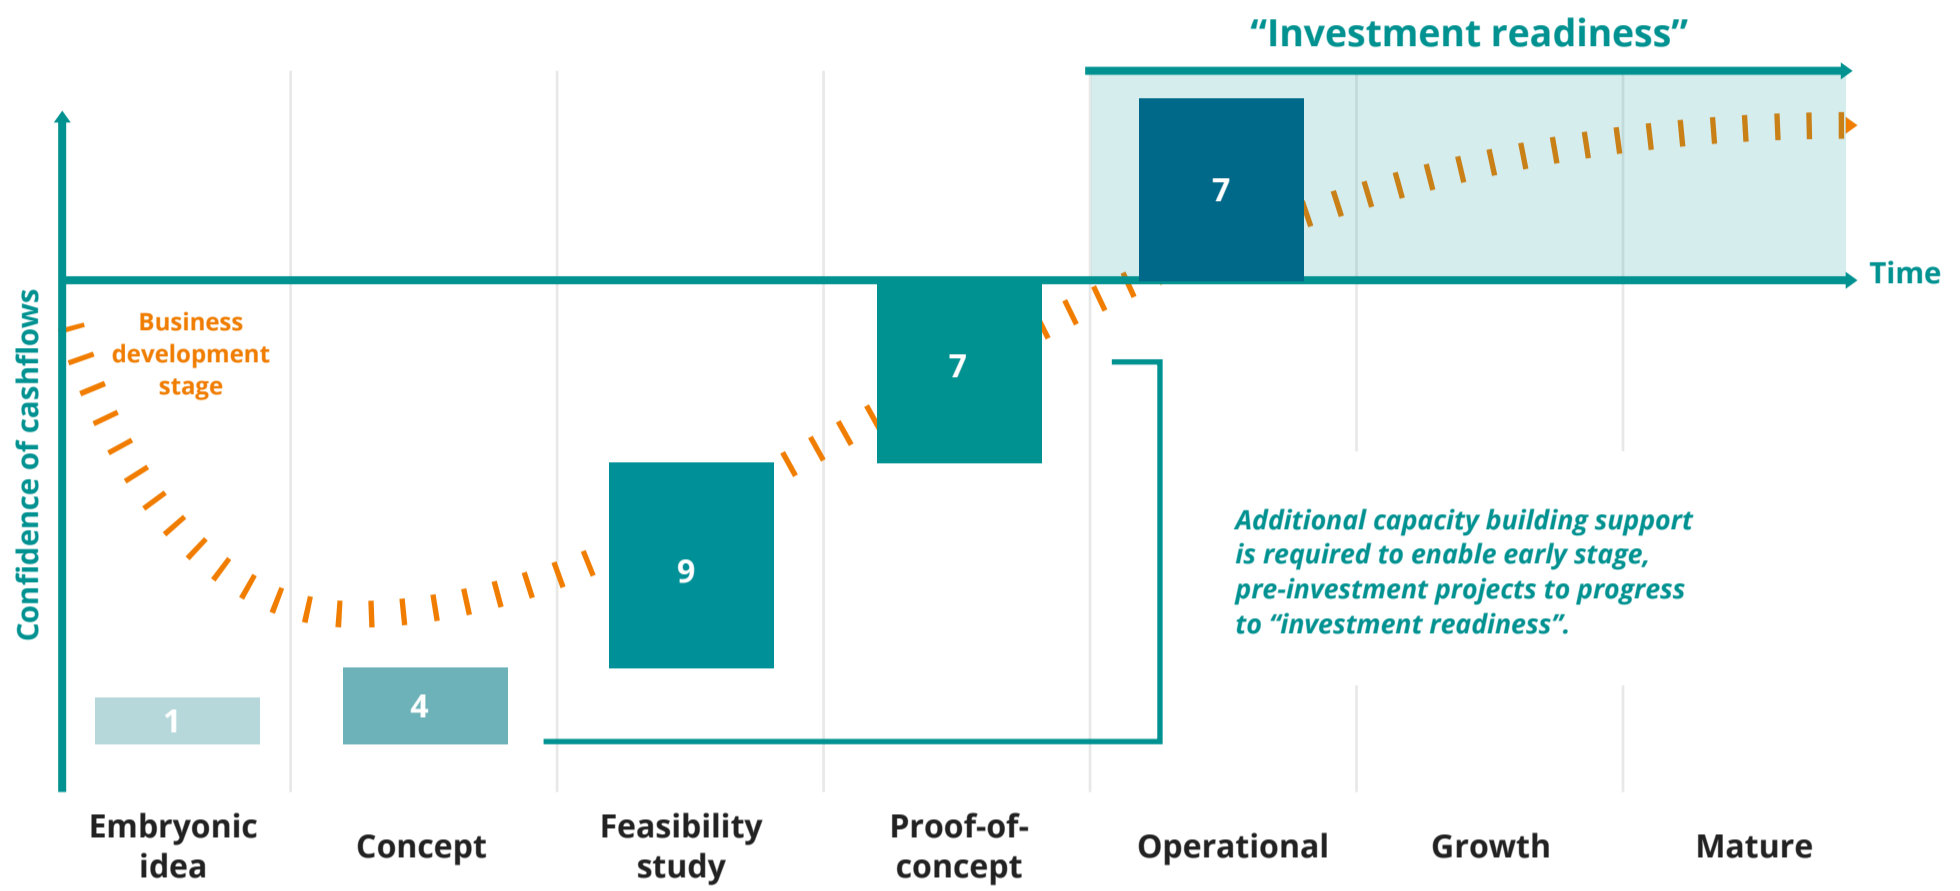 “Investment readiness”
Time
Confidence of cashflows
Business
development
stage
7
7
9
4
1
Additional capacity building support
is required to enable early stage,
pre-investment projects to progress
to “investment readiness”.
Embryonic
idea
Concept
Feasibility
study
Proof-of-
concept
Operational
Growth
Mature